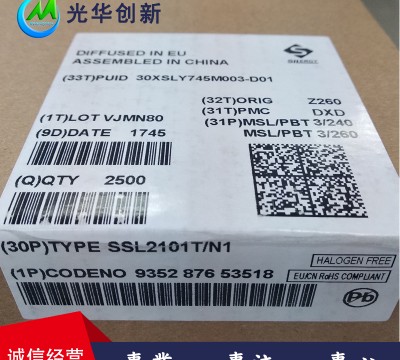 光华创新
DIFFUSED IN EU
ASSEMBLED IN CHINA
(33T)PUID 30XSLY745M003-D01
(32T)ORIG Z260
(1T)LOT VJMN80
(31T)PMC DXD
(9D)DATE 1745
(31P)MSL/PBT 3/240
MSL/PBT 3/260
(Q)QTY 2500
(30P)TYPE SSL2101T/N1
HALOGEN FREE
(1P)CODENO 9352 876 53518
EU/CN RoHS COMPLIANT
Pb
诚信经营